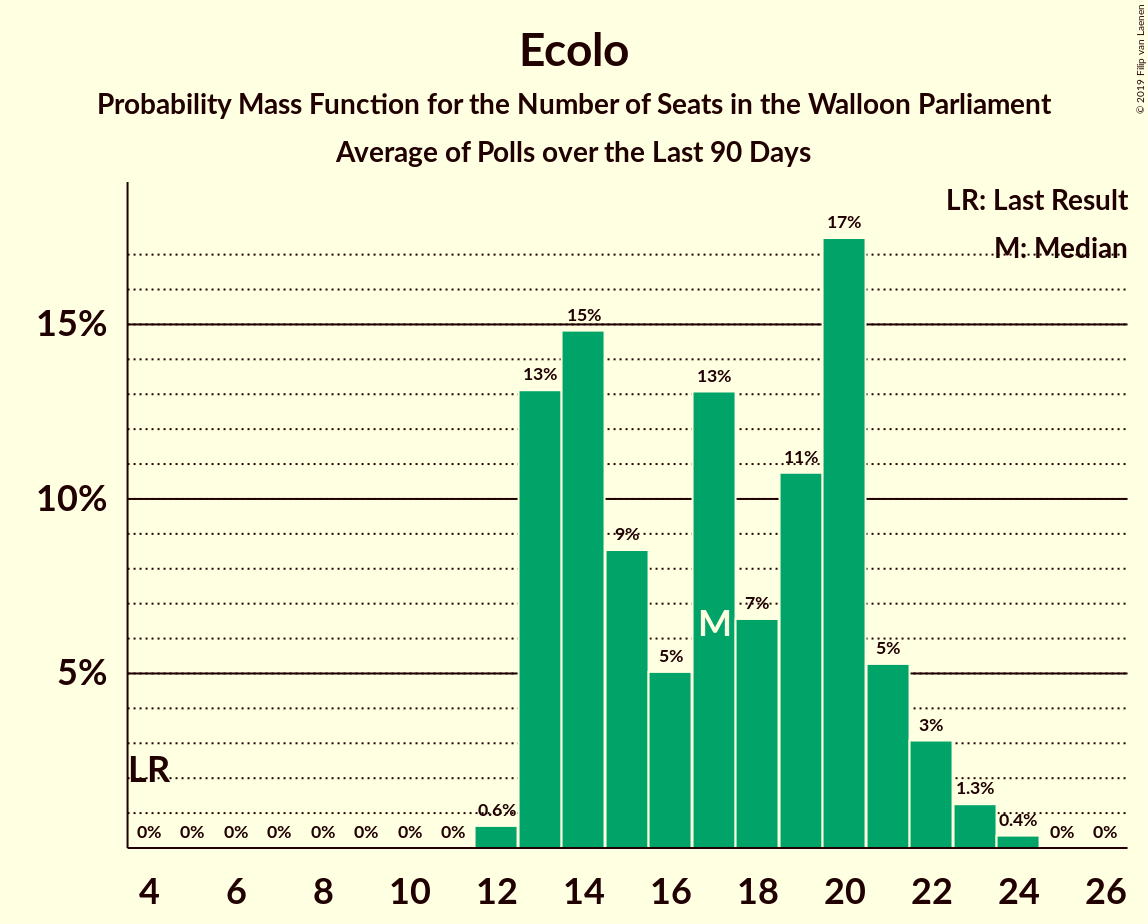 Ecolo
Probability Mass Function for the Number of Seats in the Walloon Parliament
Average of Polls over the Last 90 Days
© 2019 Filip van Laenen
LR: Last Result
M: Median
15%
10%
5%
LR
M
0% 0% 0% 0% 0% 0% 0% 0% 0.6% 13% 15% 9% 5% 13% 7% 11% 17% 5% 3% 1.3% 0.4% 0% 0%
4 6 8 10 12 14 16 18 20 22 24 26